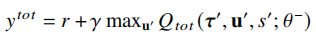 y^{tot} = r + γ max_{u′} Q_{tot}(τ′, u′, s′; θ^−)